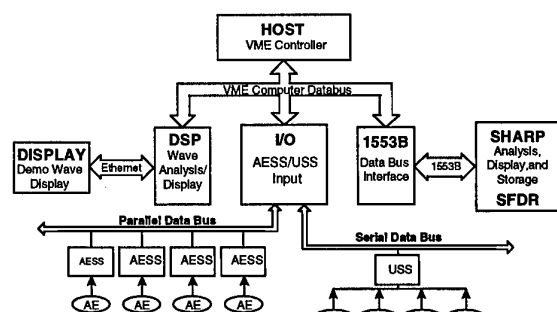 HOST
VME Controller
VME Computer Databus
DISPLAY
Demo Wave
Display
Ethernet
DSP
Wave
Analysis/
Display
I/O
AESS/USS
Input
1553B
Data Bus
Interface
1553B
SHARP
Analysis,
Display,and
Storage
SFDR
Parallel Data Bus
Serial Data Bus
AESS
AESS
AESS
AESS
USS
AE
AE
AE
AE